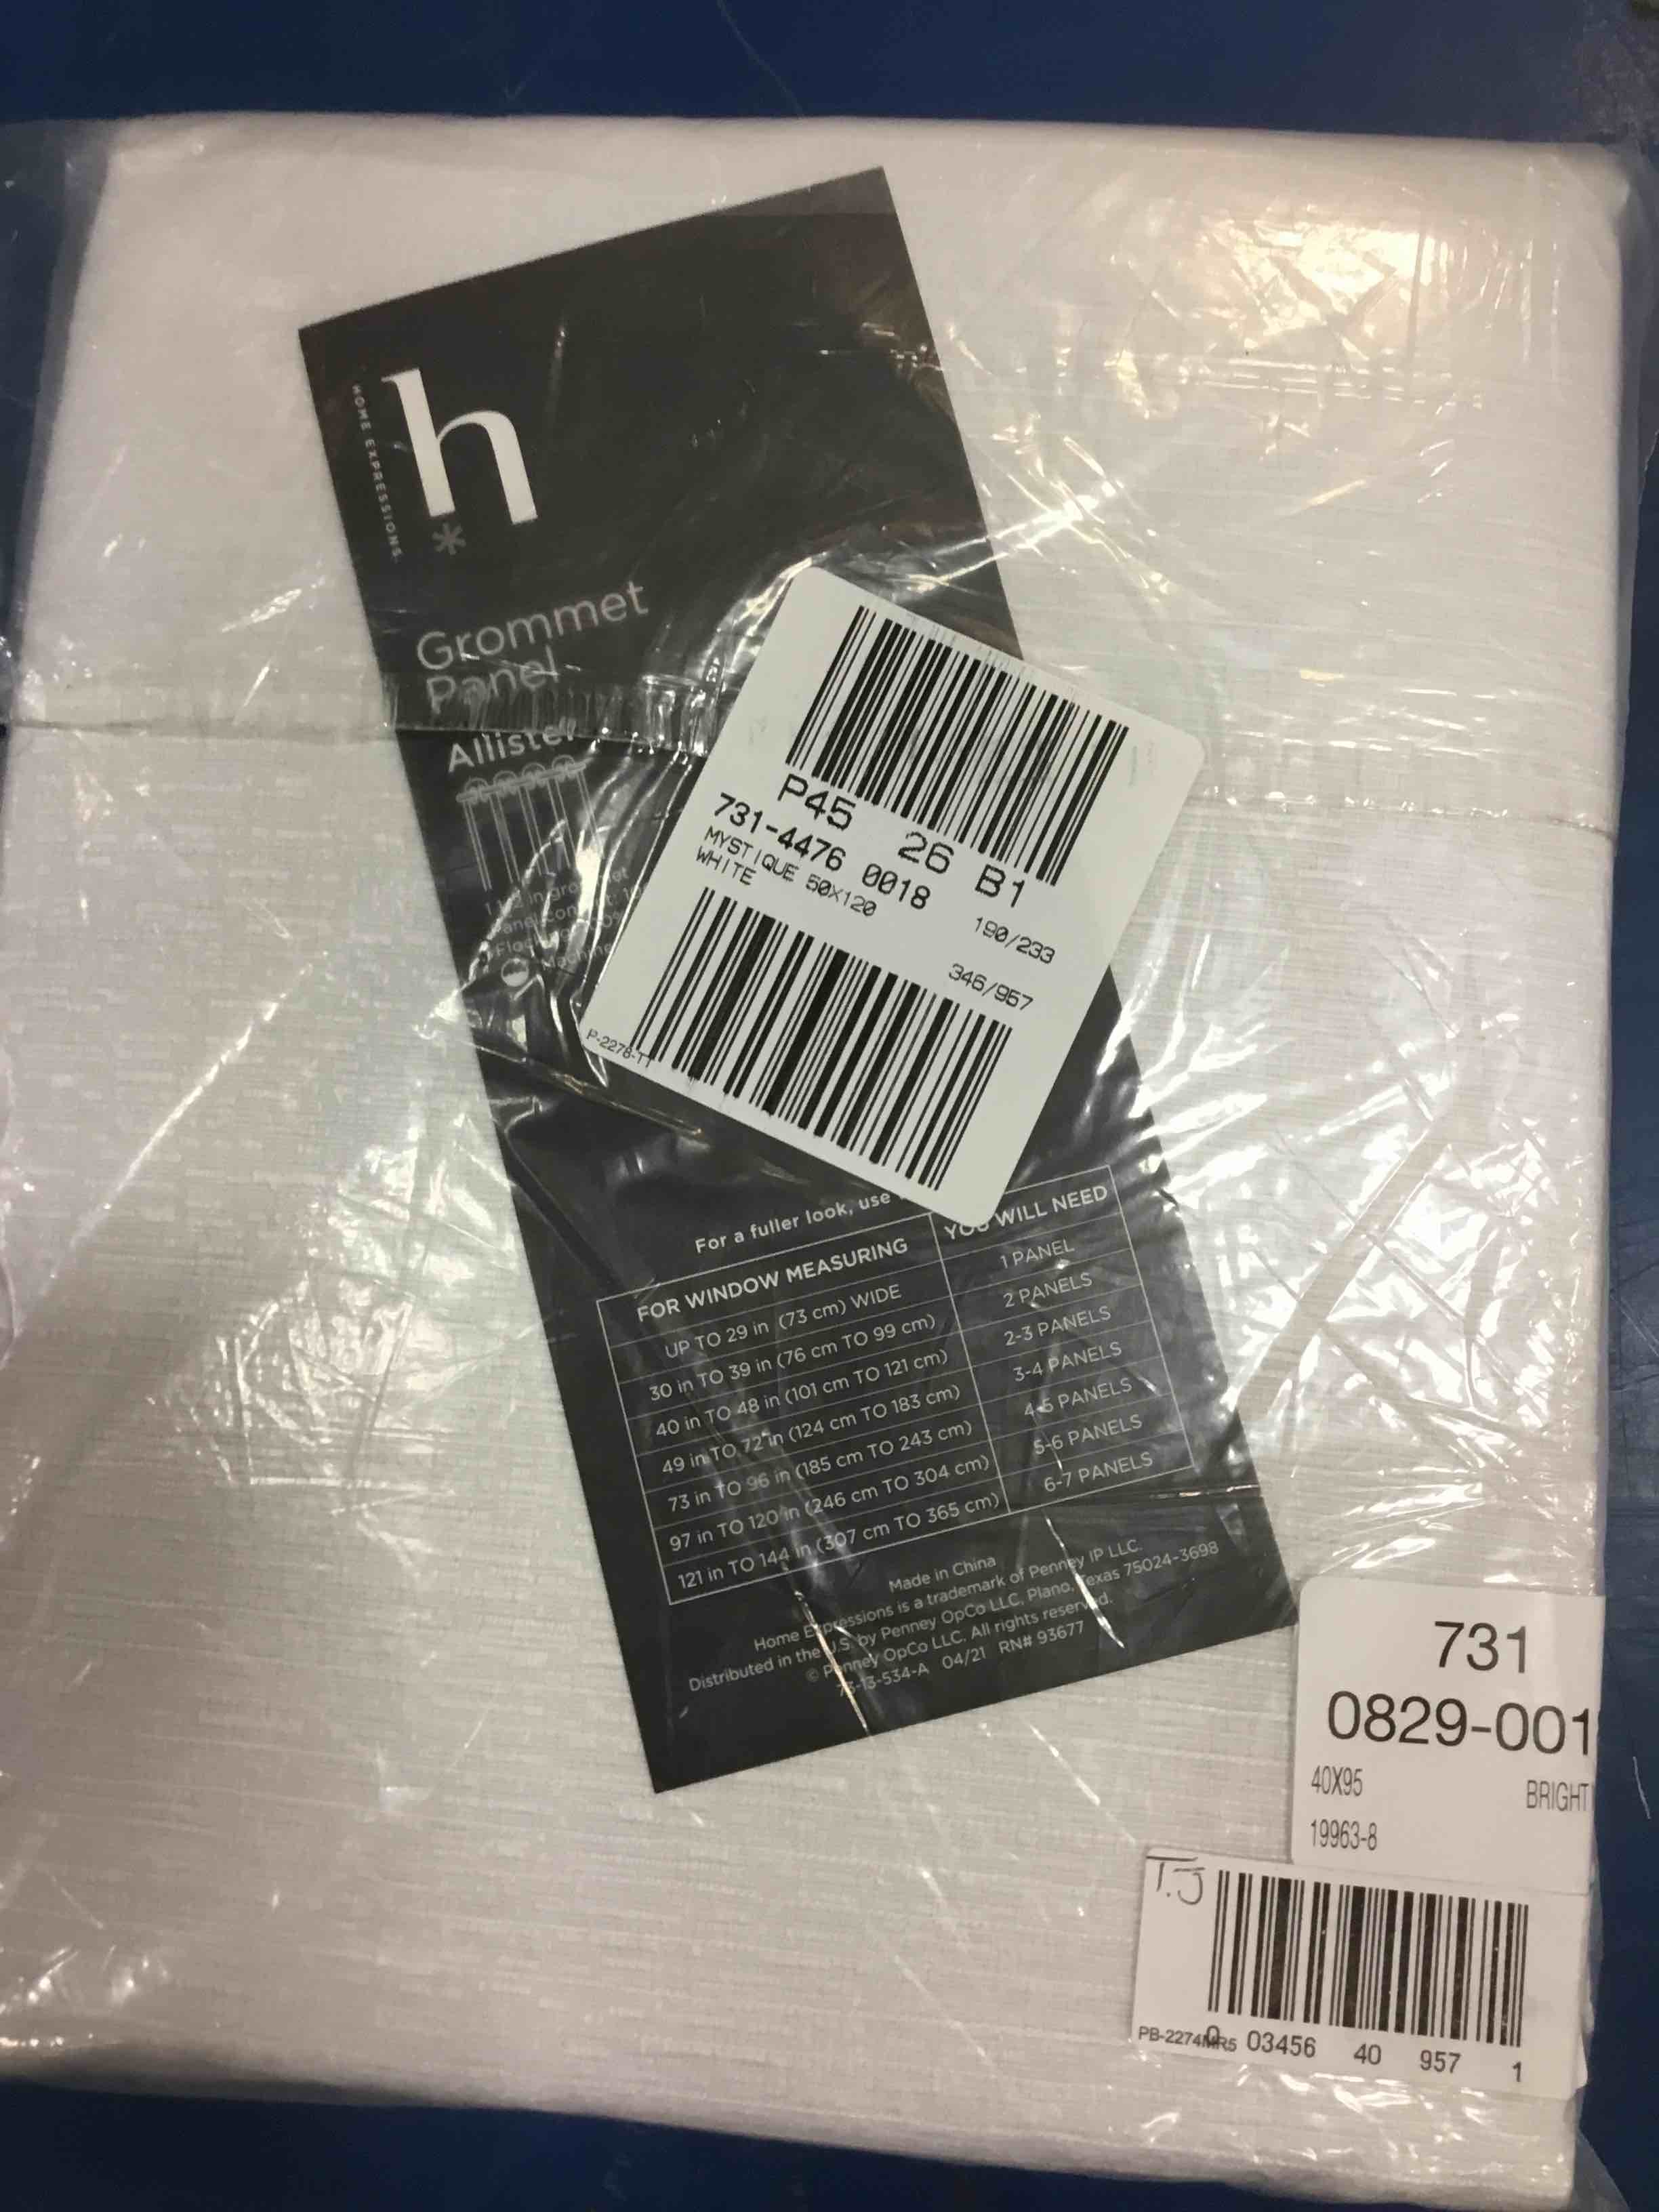 HOME EXPRESSIONS
h
*
Grommet
Panel
Allister
For a fuller look, use
FOR WINDOW MEASURING YOU WILL NEED
UP TO 29 in (73 cm) WIDE 1 PANEL
30 in TO 39 in (76 cm TO 99 cm) 2 PANELS
40 in TO 48 in (101 cm TO 121 cm) 2-3 PANELS
49 in TO 72 in (124 cm TO 183 cm) 3-4 PANELS
73 in TO 96 in (185 cm TO 243 cm) 4-5 PANELS
97 in TO 120 in (246 cm TO 304 cm) 5-6 PANELS
121 in TO 144 in (307 cm TO 365 cm) 6-7 PANELS
Made in China
Home Expressions is a trademark of Penney IP LLC.
Distributed in the U.S. by Penney OpCo LLC, Plano, Texas 75024-3698
© Penney OpCo LLC. All rights reserved.
73-13-534-A 04/21 RN# 93677
P45 26 B1
731-4476 0018 190/233
MYSTIQUE 50X120
WHITE 346/957
P-2278-TT
731
0829-001
40X95 BRIGHT
19963-8
T.J
PB-2274MR5 0 03456 40 957 1